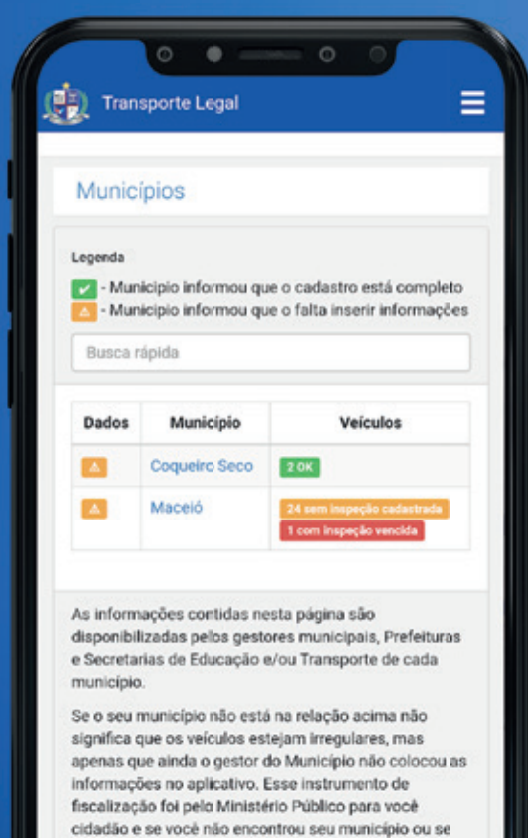 Transporte Legal
Municípios
Legenda
- Municipio informou que o cadastro está completo
- Municipio informou que o falta inserir informações
Busca rápida
Dados Município Veículos
Coqueiro Seco 2 OK
Maceió 24 sem inspeção cadastrada
1 com inspeção vencida
As informações contidas nesta página são
disponibilizadas pelos gestores municipais, Prefeituras
e Secretarias de Educação e/ou Transporte de cada
município.
Se o seu município não está na relação acima não
significa que os veículos estejam irregulares, mas
apenas que ainda o gestor do Município não colocou as
informações no aplicativo. Esse instrumento de
fiscalização foi pelo Ministério Público para você
cidadão e se você não encontrou seu município ou se